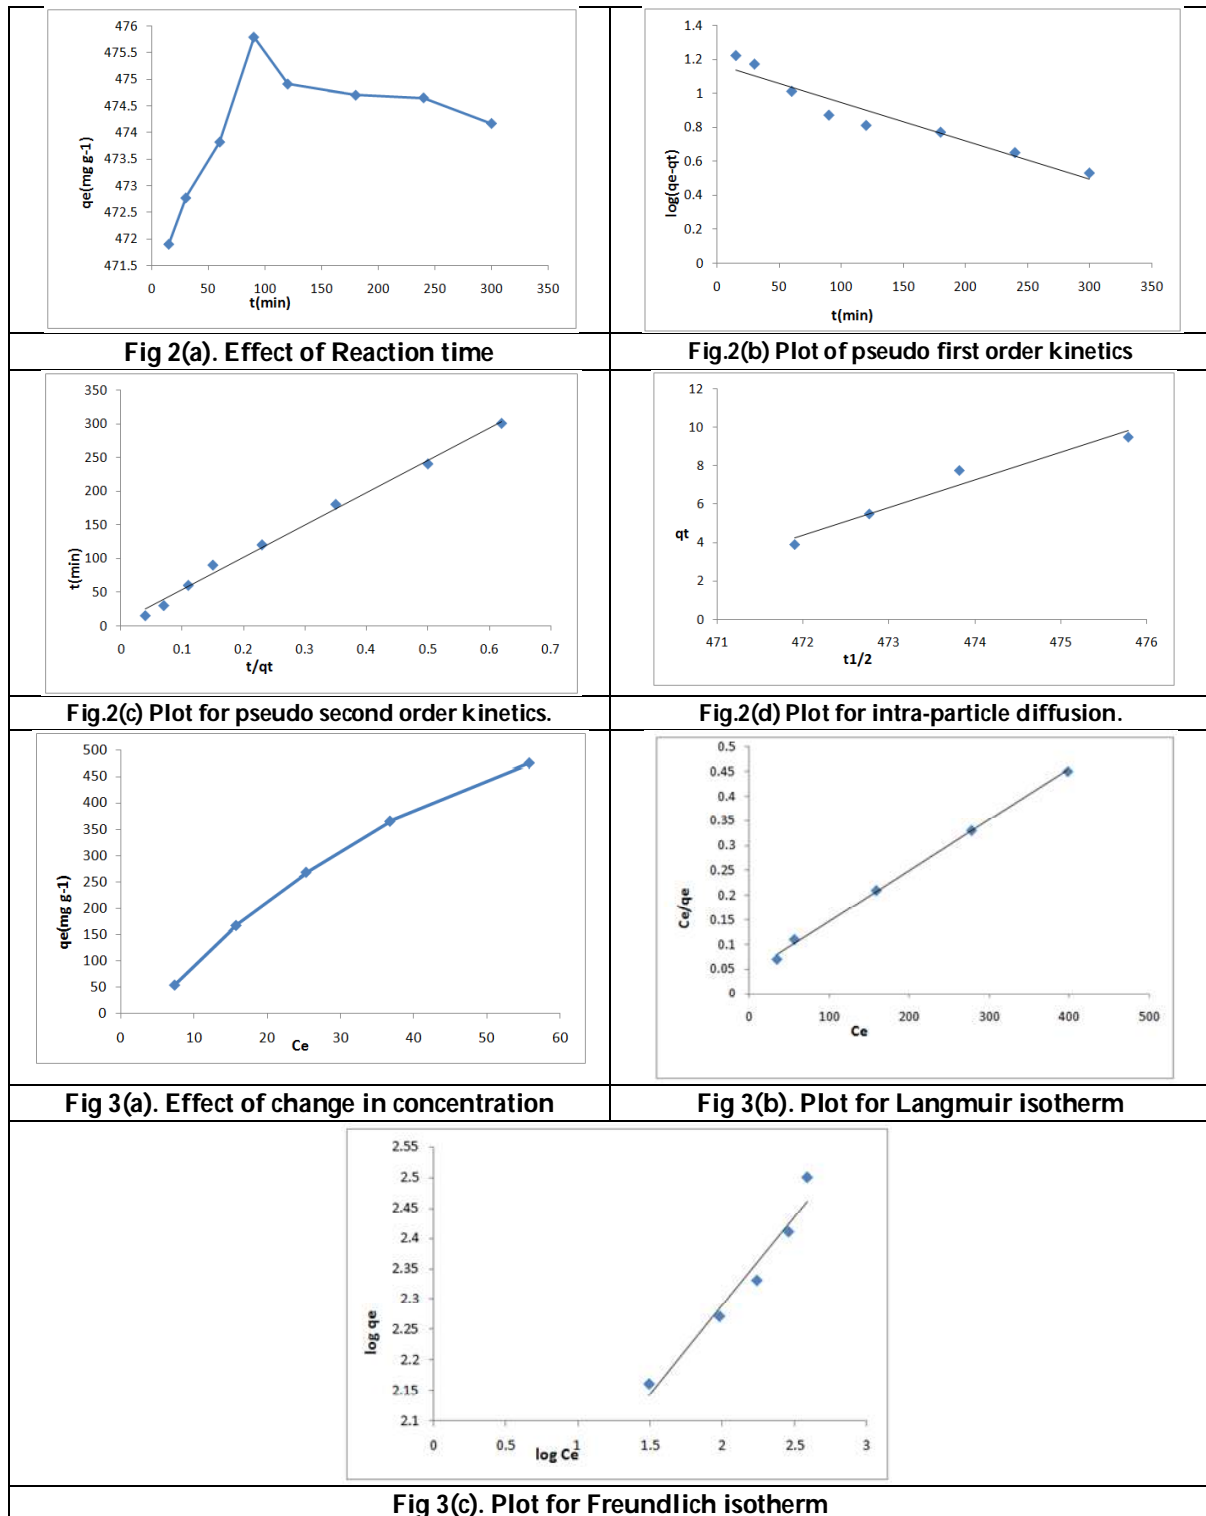 476
475.5
475
474.5
474
473.5
473
472.5
472
471.5
qe(mg g-1)
0 50 100 150 200 250 300 350
t(min)
Fig 2(a). Effect of Reaction time
1.4
1.2
1
0.8
0.6
0.4
0.2
0
log(qe-qt)
0 50 100 150 200 250 300 350
t(min)
Fig.2(b) Plot of pseudo first order kinetics
350
300
250
200
150
100
50
0
t(min)
0 0.1 0.2 0.3 0.4 0.5 0.6 0.7
t/qt
Fig.2(c) Plot for pseudo second order kinetics.
12
10
8
6
4
2
0
qt
471 472 473 474 475 476
t1/2
Fig.2(d) Plot for intra-particle diffusion.
500
450
400
350
300
250
200
150
100
50
0
qe(mg g-1)
0 10 20 30 40 50 60
Ce
Fig 3(a). Effect of change in concentration
0.5
0.45
0.4
0.35
0.3
0.25
0.2
0.15
0.1
0.05
0
Ce/qe
0 100 200 300 400 500
Ce
Fig 3(b). Plot for Langmuir isotherm
2.55
2.5
2.45
2.4
2.35
2.3
2.25
2.2
2.15
2.1
log qe
0 0.5 1 1.5 2 2.5 3
log Ce
Fig 3(c). Plot for Freundlich isotherm